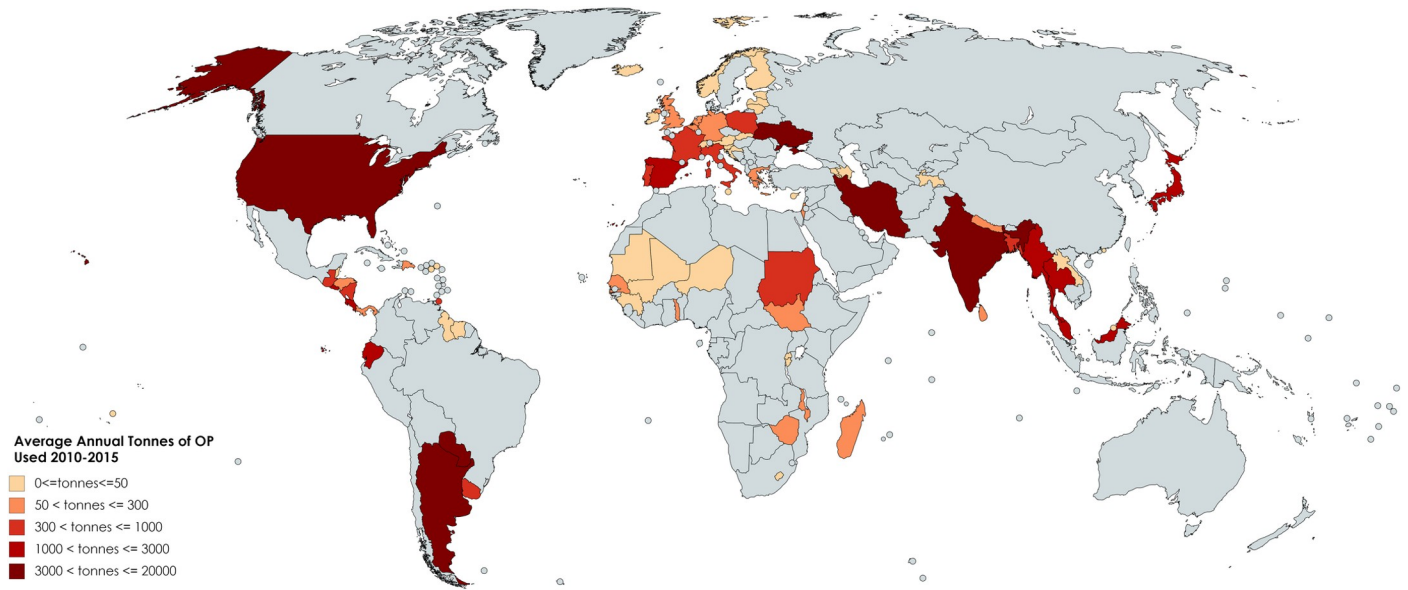 Average Annual Tonnes of OP
Used 2010-2015
0<=tonnes<=50
50 < tonnes <= 300
300 < tonnes <= 1000
1000 < tonnes <= 3000
3000 < tonnes <= 20000